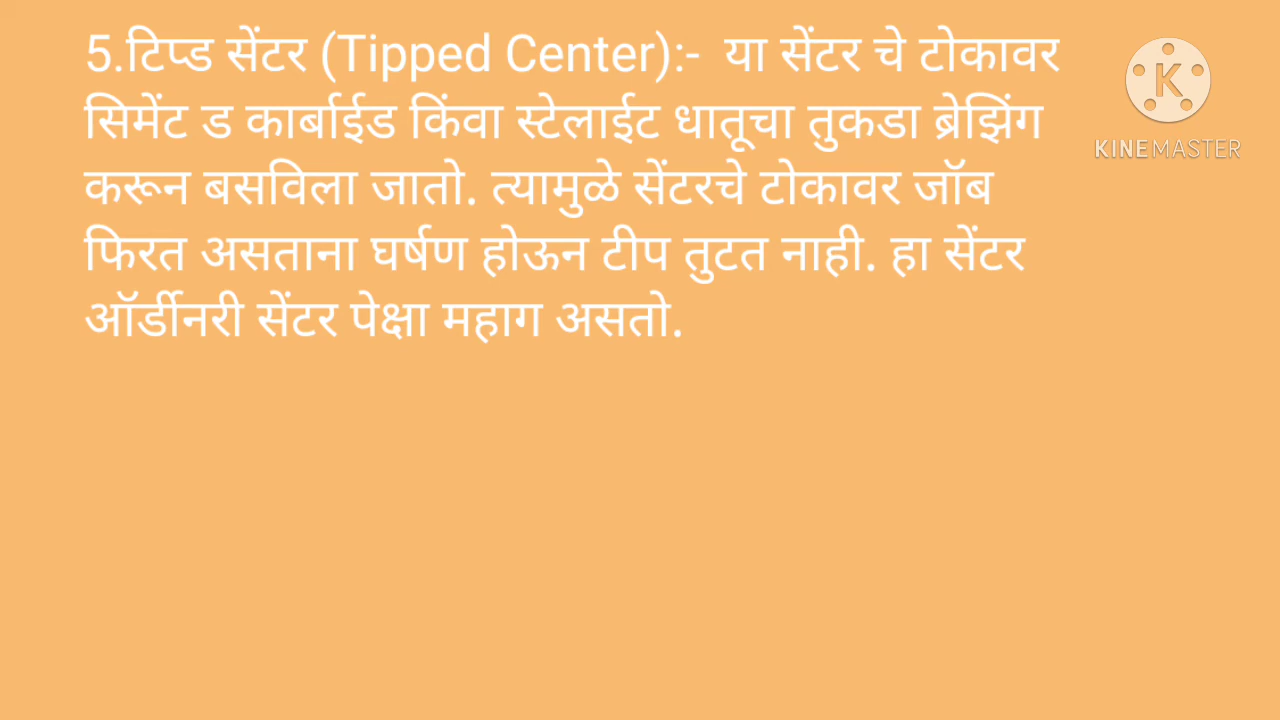 5.टिप्ड सेंटर (Tipped Center):- या सेंटर चे टोकावर
सिमेंट ड कार्बाईड किंवा स्टेलाईट धातूचा तुकडा ब्रेझिंग
करून बसविला जातो. त्यामुळे सेंटरचे टोकावर जॉब
फिरत असताना घर्षण होऊन टीप तुटत नाही. हा सेंटर
ऑर्डीनरी सेंटर पेक्षा महाग असतो.
K
KINEMASTER